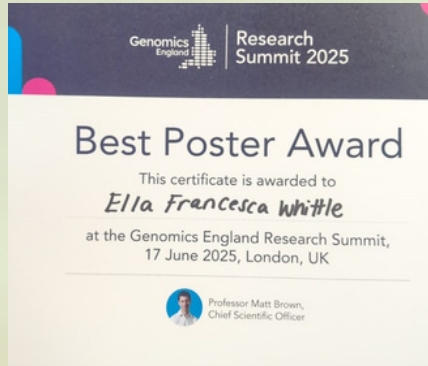 Genomics England
Research Summit 2025
Best Poster Award
This certificate is awarded to
Ella Francesca Whittle
at the Genomics England Research Summit,
17 June 2025, London, UK
Professor Matt Brown,
Chief Scientific Officer